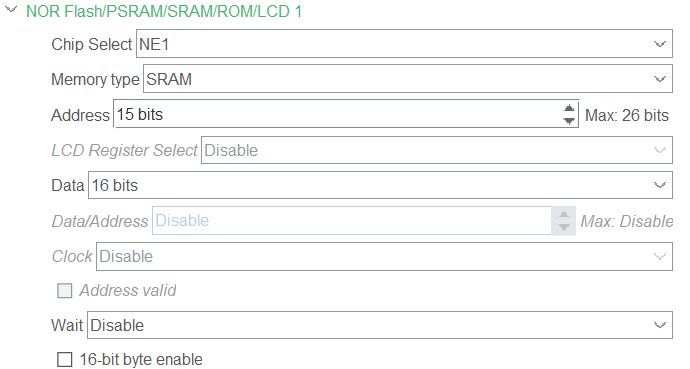 NOR Flash/PSRAM/SRAM/ROM/LCD 1
Chip Select NE1
Memory type SRAM
Address 15 bits Max: 26 bits
LCD Register Select Disable
Data 16 bits
Data/Address Disable Max: Disable
Clock Disable
Address valid
Wait Disable
16-bit byte enable